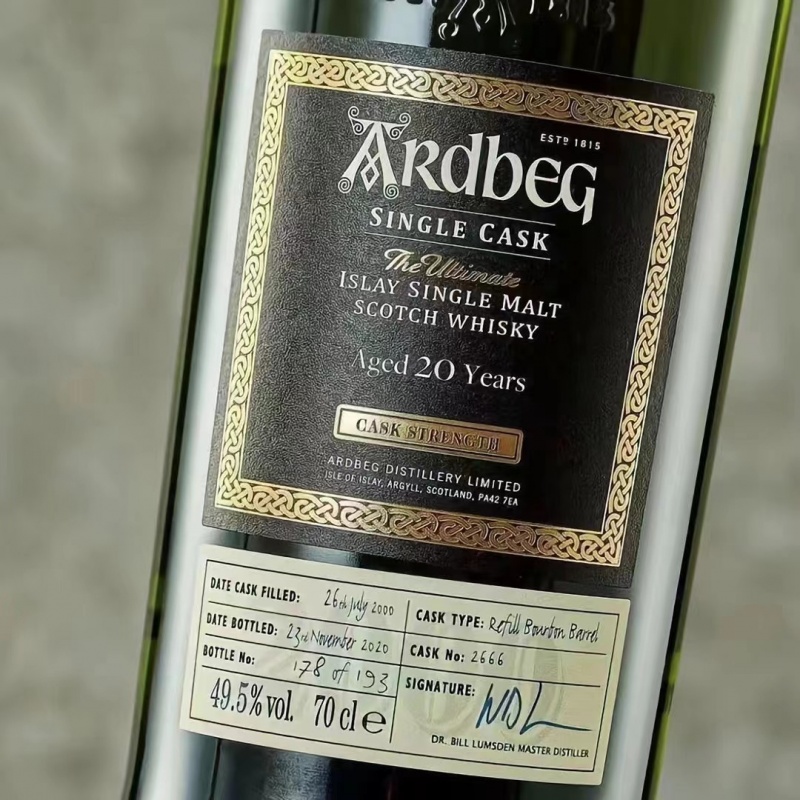 ESTD 1815
ARdbEG
SINGLE CASK
The Ultimate
ISLAY SINGLE MALT
SCOTCH WHISKY
Aged 20 Years
CASK STRENGTH
ARDBEG DISTILLERY LIMITED
ISLE OF ISLAY, ARGYLL, SCOTLAND, PA42 7EA
DATE CASK FILLED: 26th July 2000
DATE BOTTLED: 23rd November 2020
BOTTLE No: 178 of 193
49.5% vol. 70 cl e
CASK TYPE: Refill Bourbon Barrel
CASK No: 2666
SIGNATURE:
DR. BILL LUMSDEN MASTER DISTILLER